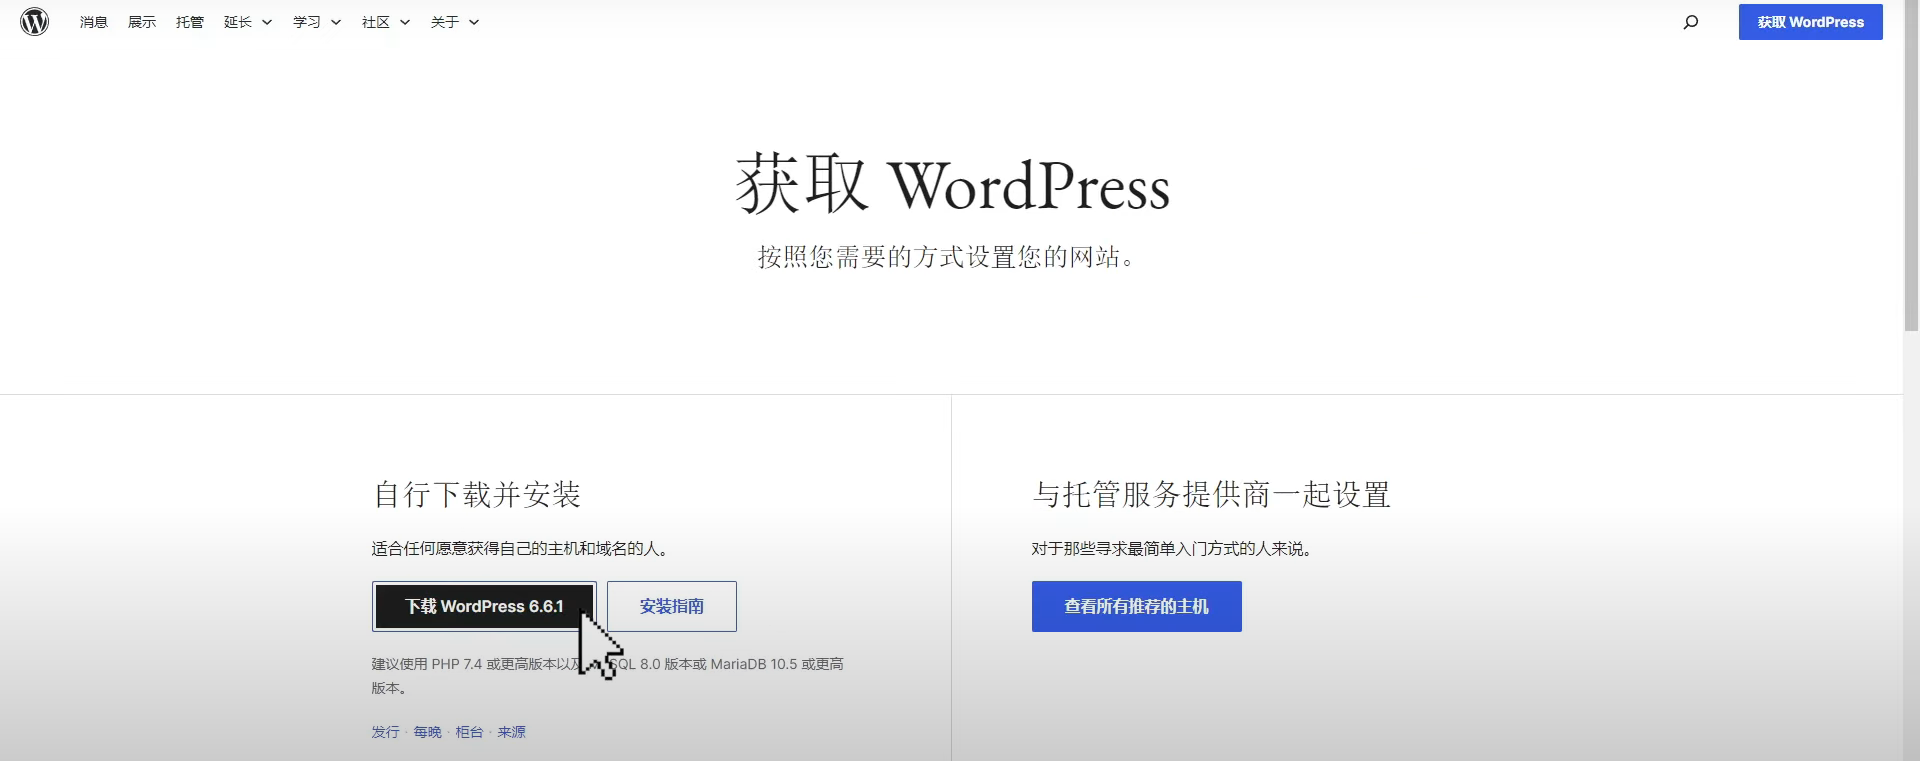 消息 展示 托管 延长 学习 社区 关于 获取 WordPress
获取 WordPress
按照您需要的方式设置您的网站。
自行下载并安装
适合任何愿意获得自己的主机和域名的人。
下载 WordPress 6.6.1 安装指南
建议使用 PHP 7.4 或更高版本以及 SQL 8.0 版本或 MariaDB 10.5 或更高
版本。
发行 · 每晚 · 柜台 · 来源
与托管服务提供商一起设置
对于那些寻求最简单入门方式的人来说。
查看所有推荐的主机